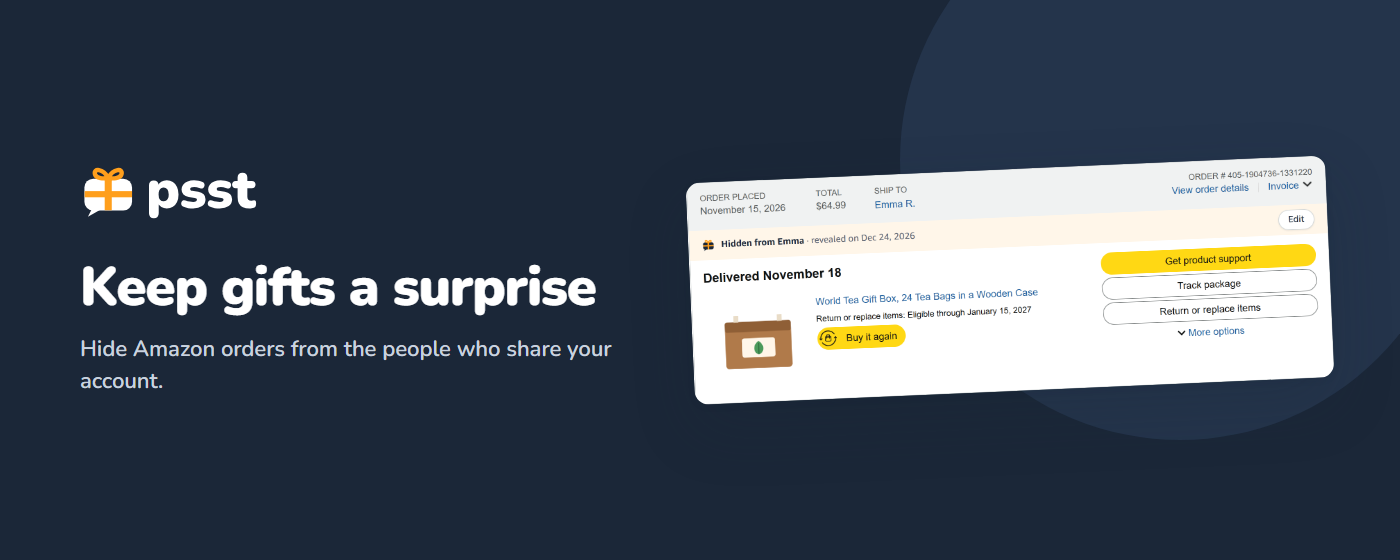 psst
Keep gifts a surprise
Hide Amazon orders from the people who share your
account.
ORDER PLACED
November 15, 2026
TOTAL
$64.99
SHIP TO
Emma R.
ORDER # 405-1904736-1331220
View order details
Invoice
Hidden from Emma · revealed on Dec 24, 2026
Edit
Delivered November 18
World Tea Gift Box, 24 Tea Bags in a Wooden Case
Return or replace items: Eligible through January 15, 2027
Buy it again
Get product support
Track package
Return or replace items
More options